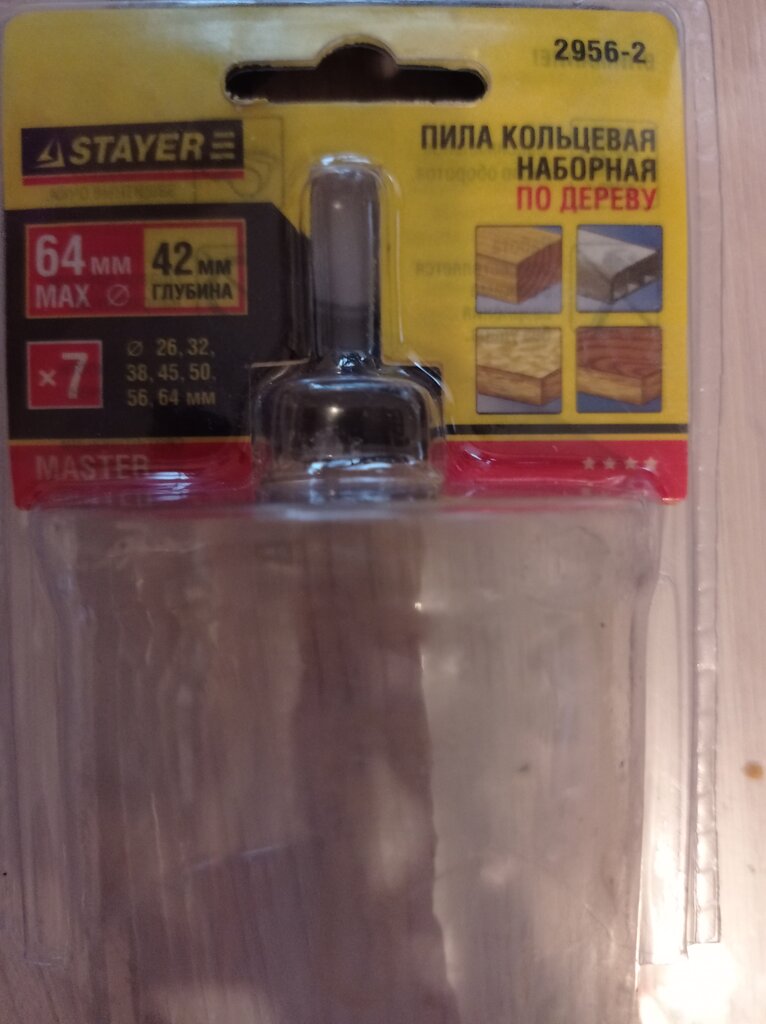 2956-2
STAYER
ПИЛА КОЛЬЦЕВАЯ
НАБОРНАЯ
ПО ДЕРЕВУ
64 мм
MAX Ø
42 мм
ГЛУБИНА
×7
Ø 26, 32,
38, 45, 50,
56, 64 мм
MASTER